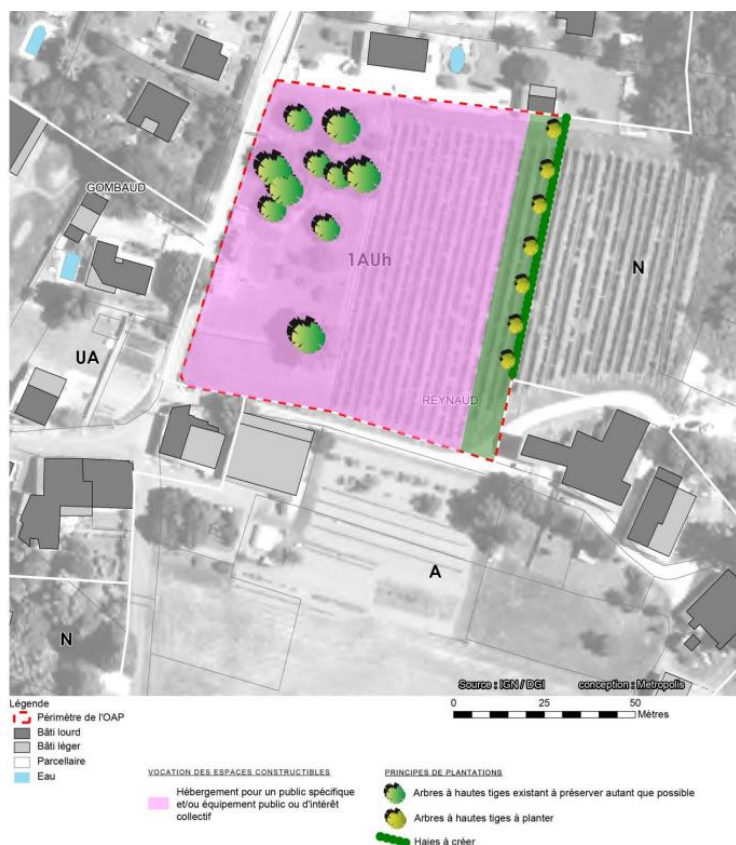 GOMBAUD
1AUh
N
UA
REYNAUD
A
N
Source : IGN / DGI conception : Metropolis
0 25 50
Mètres
Légende
Périmètre de l'OAP
Bâti lourd
Bâti léger
Parcellaire
Eau
VOCATION DES ESPACES CONSTRUCTIBLES
Hébergement pour un public spécifique
et/ou équipement public ou d'intérêt
collectif
PRINCIPES DE PLANTATIONS
Arbres à hautes tiges existant à préserver autant que possible
Arbres à hautes tiges à planter
Haies à créer